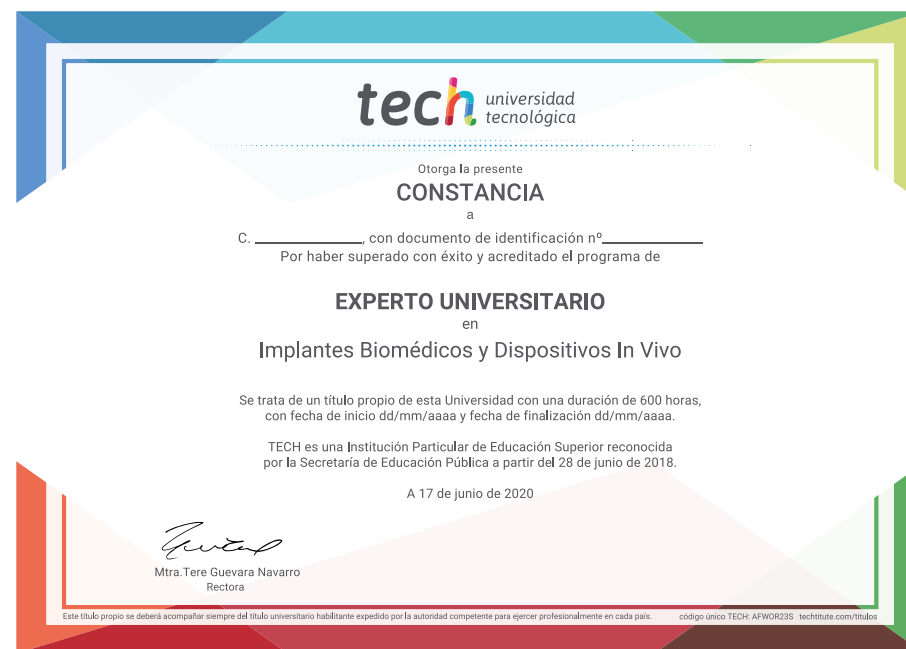 tech universidad
tecnológica
Otorga la presente
CONSTANCIA
a
C. ____________, con documento de identificación nº____________
Por haber superado con éxito y acreditado el programa de
EXPERTO UNIVERSITARIO
en
Implantes Biomédicos y Dispositivos In Vivo
Se trata de un título propio de esta Universidad con una duración de 600 horas,
con fecha de inicio dd/mm/aaaa y fecha de finalización dd/mm/aaaa.
TECH es una Institución Particular de Educación Superior reconocida
por la Secretaría de Educación Pública a partir del 28 de junio de 2018.
A 17 de junio de 2020
Mtra.Tere Guevara Navarro
Rectora
Este título propio se deberá acompañar siempre del título universitario habilitante expedido por la autoridad competente para ejercer profesionalmente en cada país. código único TECH: AFWOR23S techtitute.com/titulos